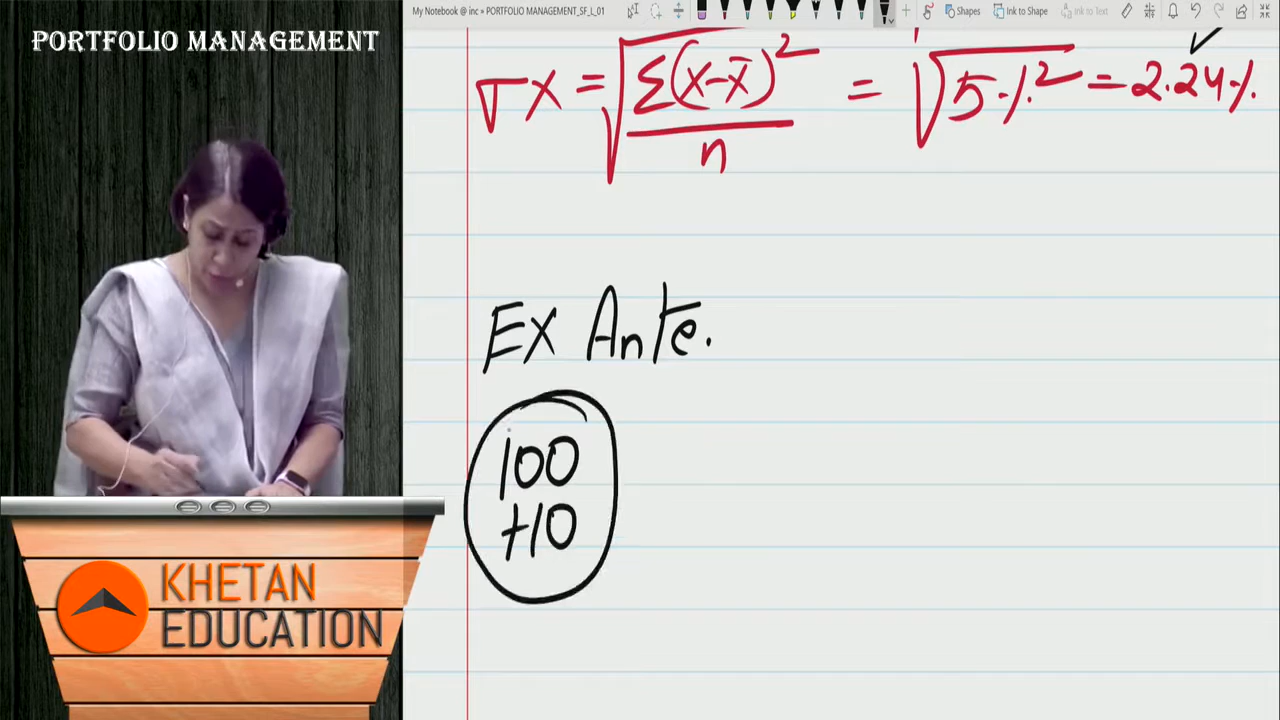 PORTFOLIO MANAGEMENT
My Notebook @ inc » PORTFOLIO MANAGEMENT_SF_L_01
Shapes
Ink to Shape
Ink to Text
σx = √Σ(x-x̄)²/n = √5%² = 2.24%
Ex Ante.
100
+10
KHETAN
EDUCATION